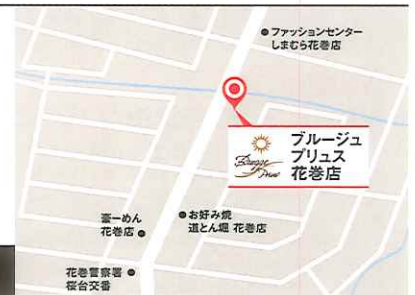 ファッションセンター
しまむら花巻店
ブルージュ
プリュス
花巻店
豪ーめん
花巻店
お好み焼
道とん堀 花巻店
花巻警察署
桜台交番